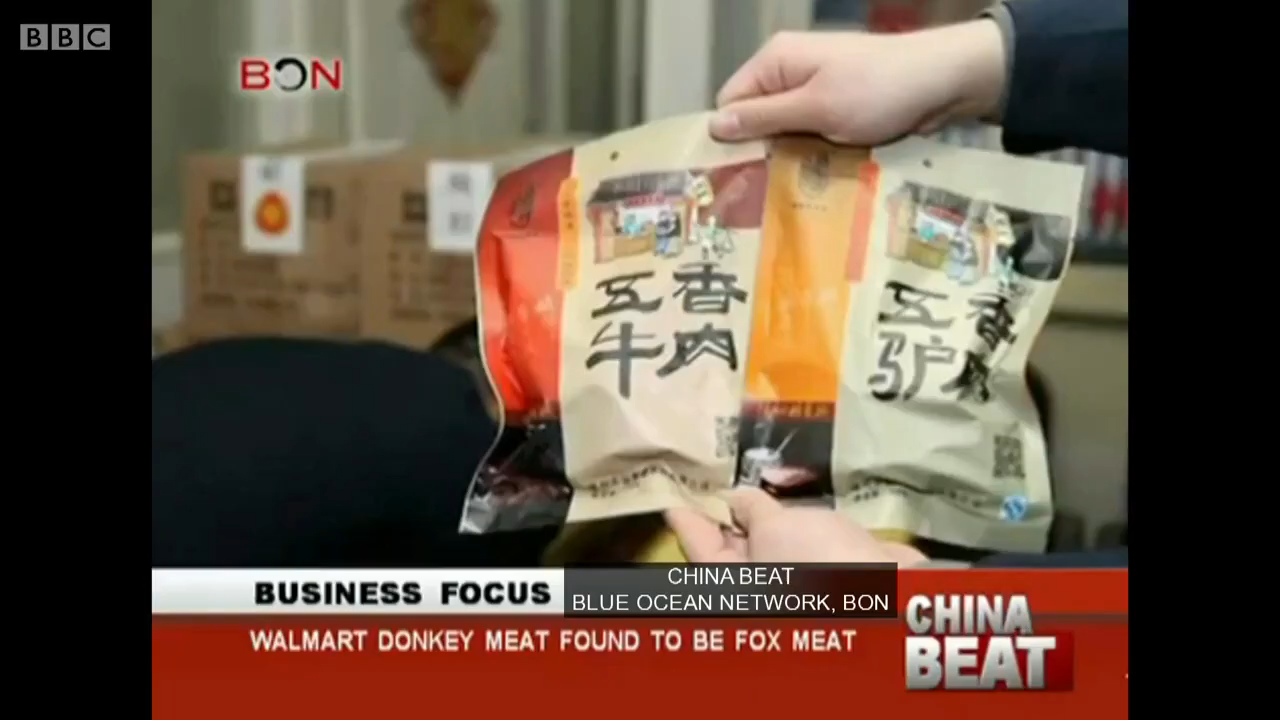 BBC
BON
五香
牛肉
五香
驴肉
BUSINESS FOCUS
CHINA BEAT
BLUE OCEAN NETWORK, BON
WALMART DONKEY MEAT FOUND TO BE FOX MEAT
CHINA
BEAT